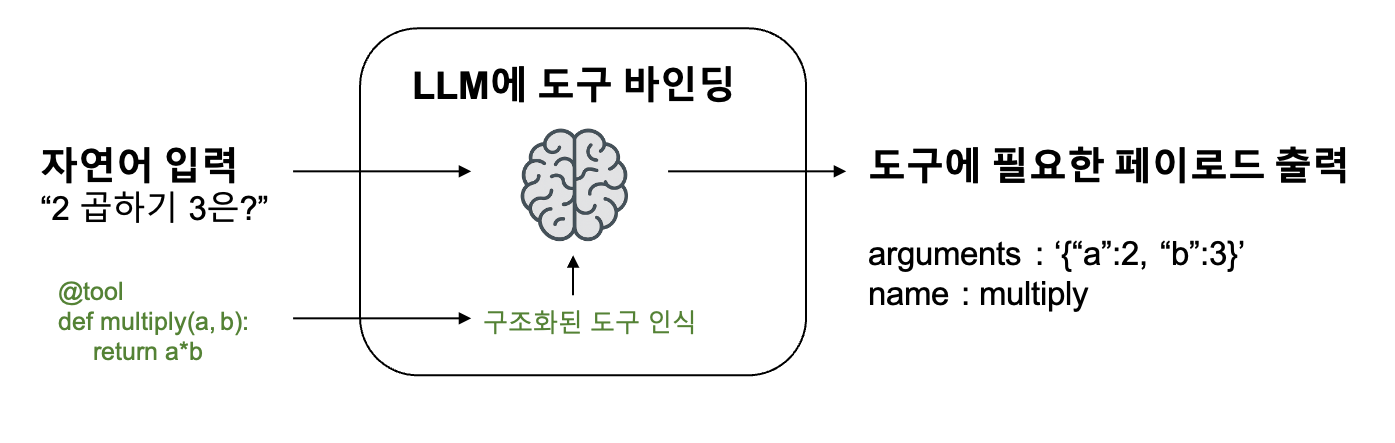 LLM에 도구 바인딩
자연어 입력
“2 곱하기 3은?”
@tool
def multiply(a, b):
return a*b
구조화된 도구 인식
도구에 필요한 페이로드 출력
arguments : ‘{“a”:2, “b”:3}’
name : multiply